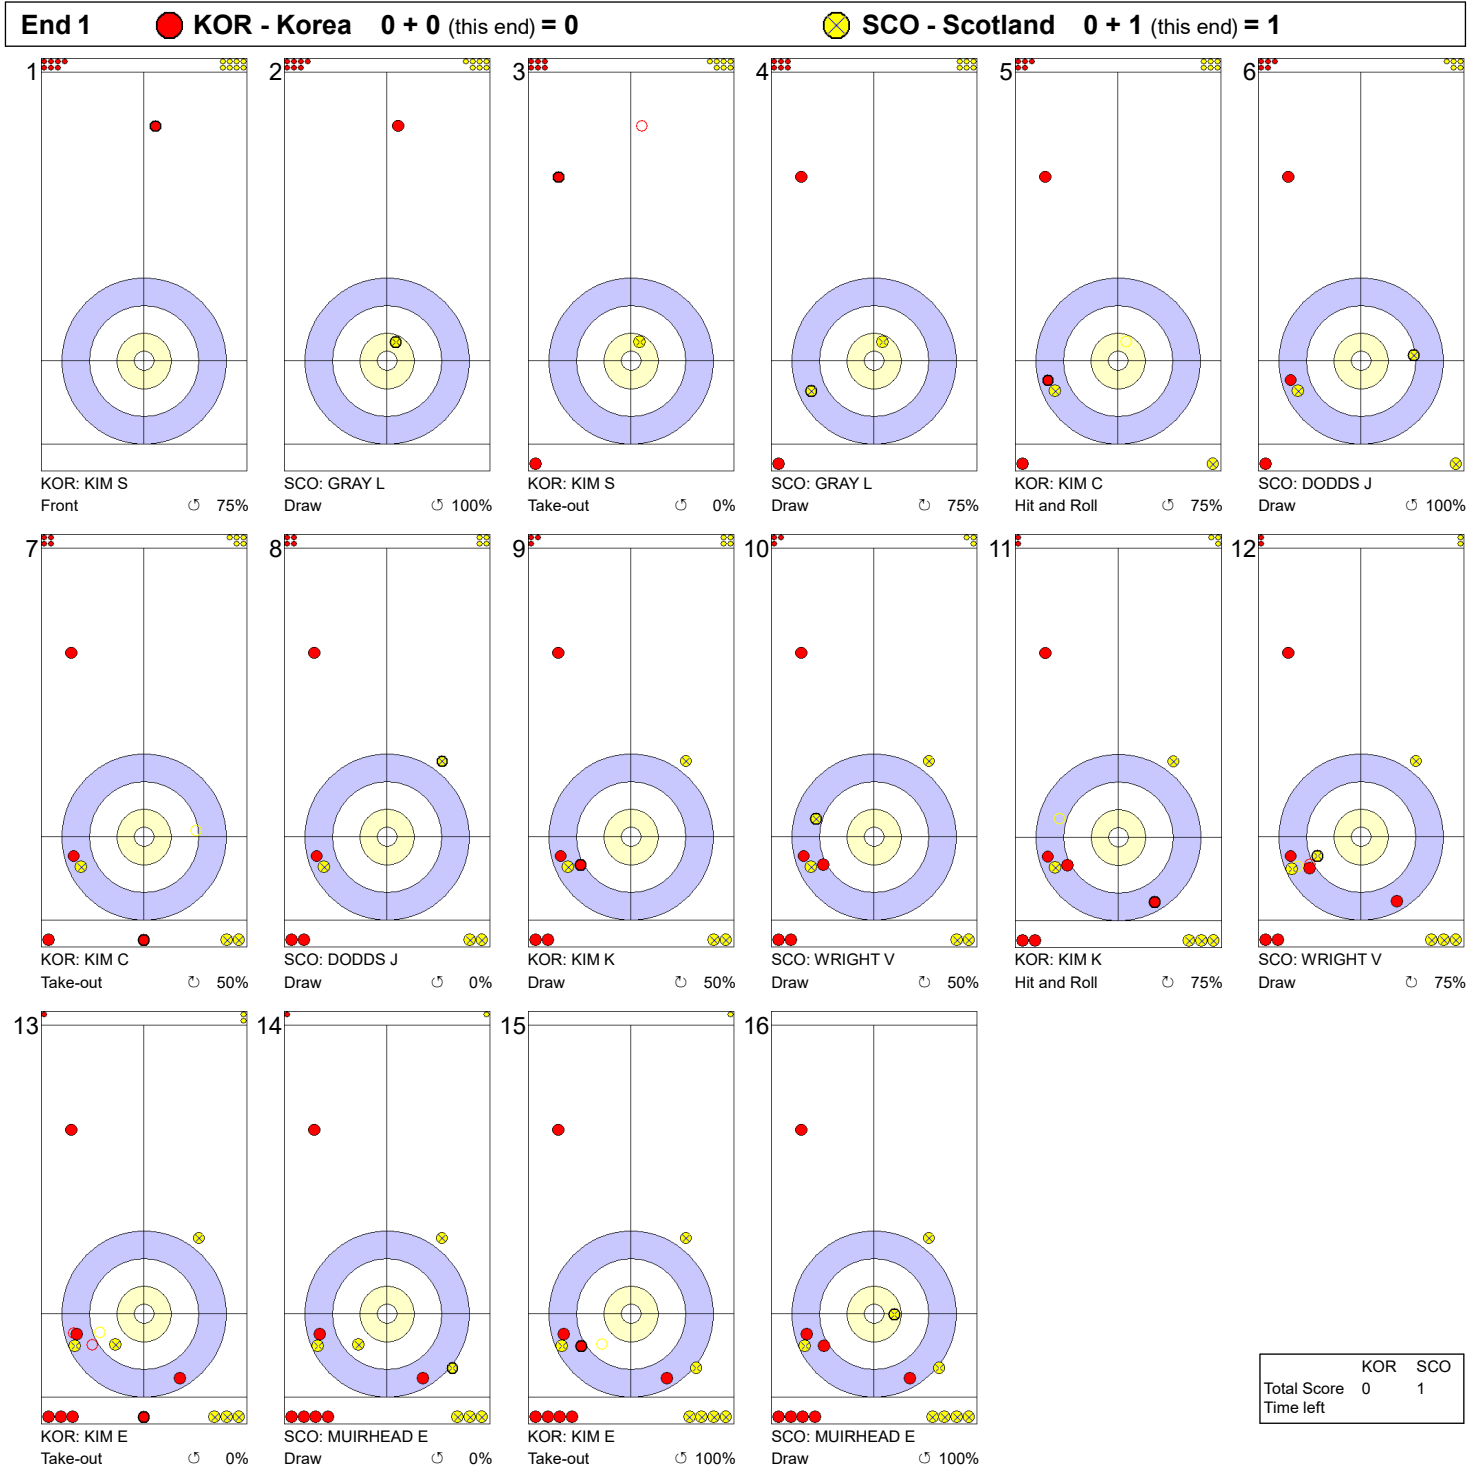 End 1 KOR - Korea 0 + 0 (this end) = 0 SCO - Scotland 0 + 1 (this end) = 1
1 2 3 4 5 6
KOR: KIM S SCO: GRAY L KOR: KIM S SCO: GRAY L KOR: KIM C SCO: DODDS J
Front ↺ 75% Draw ↺ 100% Take-out ↺ 0% Draw ↺ 75% Hit and Roll ↺ 75% Draw ↺ 100%
7 8 9 10 11 12
KOR: KIM C SCO: DODDS J KOR: KIM K SCO: WRIGHT V KOR: KIM K SCO: WRIGHT V
Take-out ↻ 50% Draw ↺ 0% Draw ↻ 50% Draw ↻ 50% Hit and Roll ↻ 75% Draw ↻ 75%
13 14 15 16
KOR: KIM E SCO: MUIRHEAD E KOR: KIM E SCO: MUIRHEAD E
Take-out ↺ 0% Draw ↺ 0% Take-out ↺ 100% Draw ↺ 100%
KOR SCO
Total Score 0 1
Time left